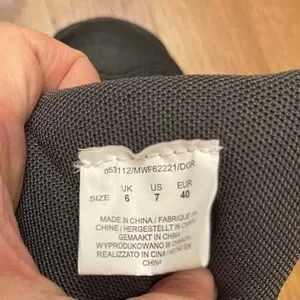 n53112/MWF62221/DGR
UK US EUR
SIZE 6 7 40
MADE IN CHINA / FABRIQUE EN
CHINE / HERGESTELLT IN CHINA
GEMAAKT IN CHINA /
WYPRODUKOWANO W CHINACH /
REALIZZATO IN CINA
CHINA